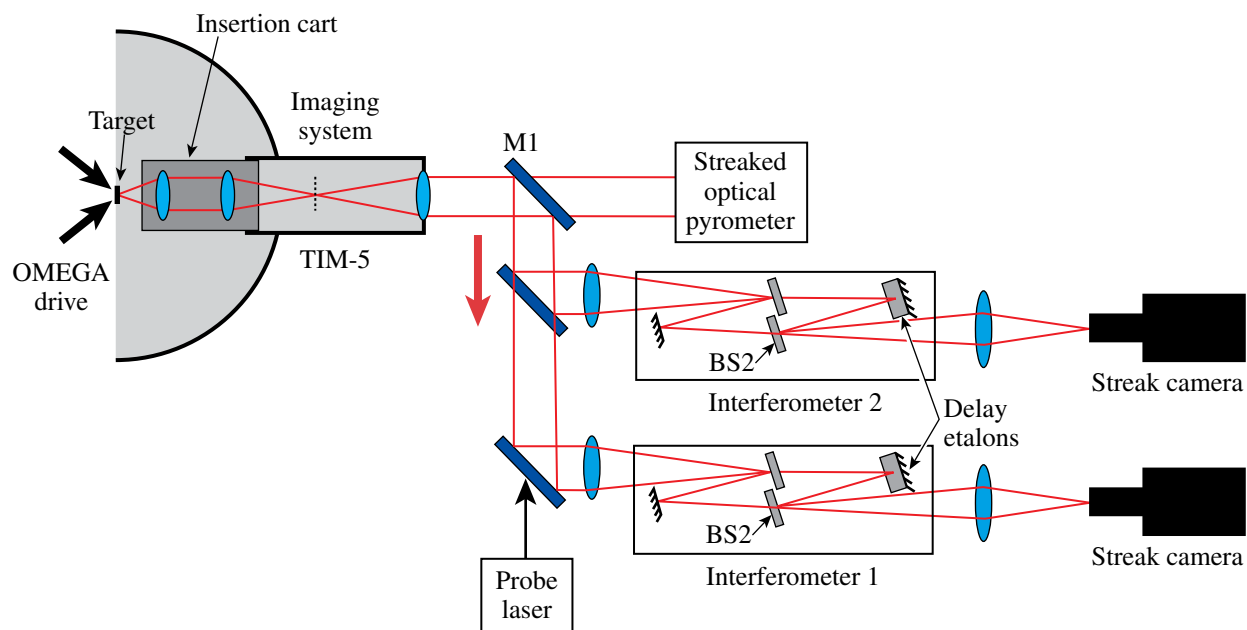 Insertion cart
Target
Imaging
system
M1
Streaked
optical
pyrometer
OMEGA
drive
TIM-5
BS2
Interferometer 2
Streak camera
Delay
etalons
BS2
Interferometer 1
Streak camera
Probe
laser